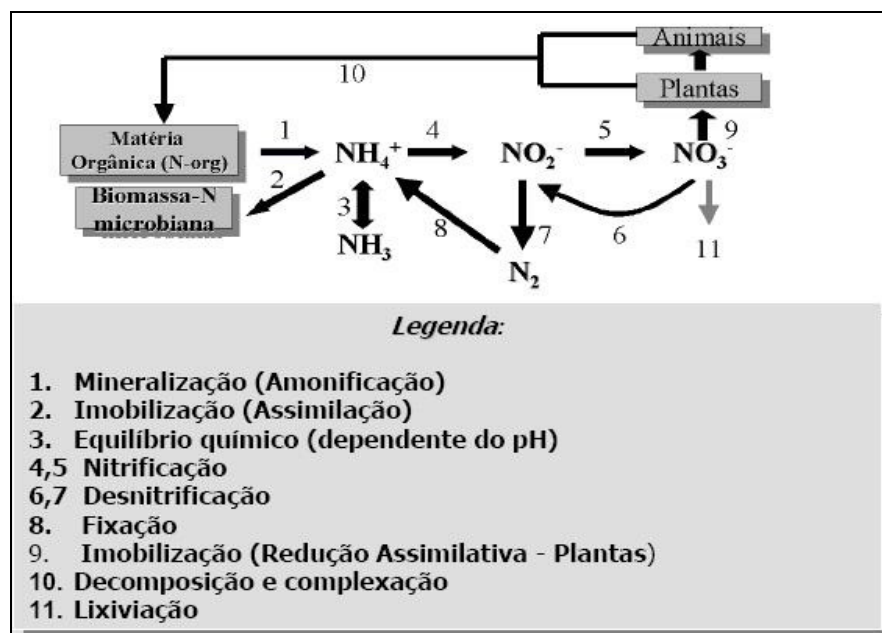 Animais
10
Plantas
Matéria
Orgânica (N-org)
1
NH₄⁺
4
NO₂⁻
5
NO₃⁻
9
Biomassa-N
microbiana
2
3
8
7
6
11
NH₃
N₂
Legenda:
1. Mineralização (Amonificação)
2. Imobilização (Assimilação)
3. Equilíbrio químico (dependente do pH)
4,5 Nitrificação
6,7 Desnitrificação
8. Fixação
9. Imobilização (Redução Assimilativa - Plantas)
10. Decomposição e complexação
11. Lixiviação